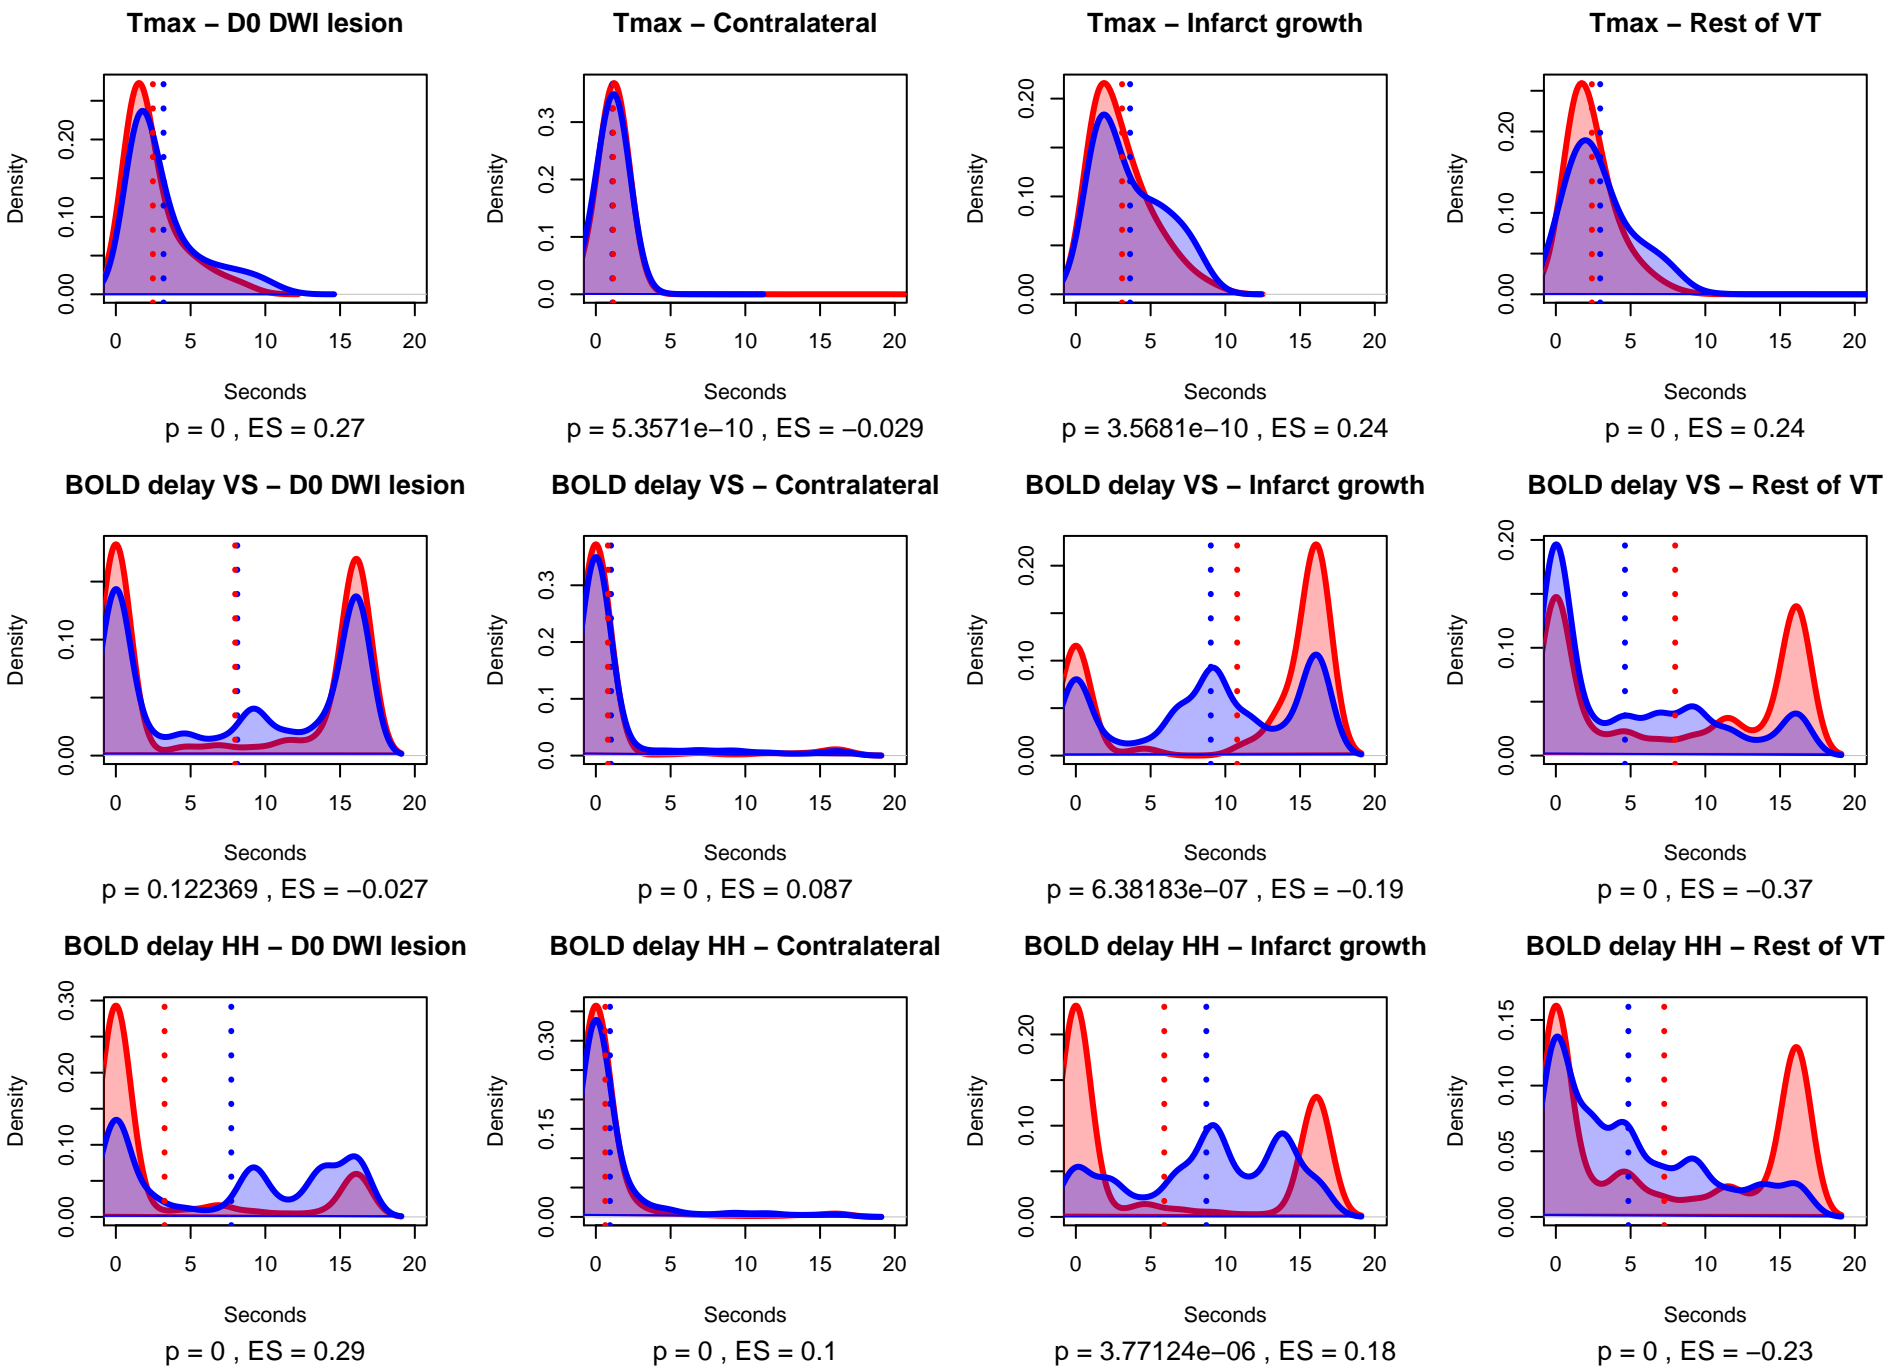 Tmax – D0 DWI lesion
Density
0.00 0.10 0.20
0 5 10 15 20
Seconds
p = 0 , ES = 0.27
Tmax – Contralateral
Density
0.0 0.1 0.2 0.3
0 5 10 15 20
Seconds
p = 5.3571e−10 , ES = −0.029
Tmax – Infarct growth
Density
0.00 0.10 0.20
0 5 10 15 20
Seconds
p = 3.5681e−10 , ES = 0.24
Tmax – Rest of VT
Density
0.00 0.10 0.20
0 5 10 15 20
Seconds
p = 0 , ES = 0.24
BOLD delay VS – D0 DWI lesion
Density
0.00 0.10
0 5 10 15 20
Seconds
p = 0.122369 , ES = −0.027
BOLD delay VS – Contralateral
Density
0.0 0.1 0.2 0.3
0 5 10 15 20
Seconds
p = 0 , ES = 0.087
BOLD delay VS – Infarct growth
Density
0.00 0.10 0.20
0 5 10 15 20
Seconds
p = 6.38183e−07 , ES = −0.19
BOLD delay VS – Rest of VT
Density
0.00 0.05 0.10 0.15 0.20
0 5 10 15 20
Seconds
p = 0 , ES = −0.37
BOLD delay HH – D0 DWI lesion
Density
0.00 0.10 0.20 0.30
0 5 10 15 20
Seconds
p = 0 , ES = 0.29
BOLD delay HH – Contralateral
Density
0.00 0.15 0.30
0 5 10 15 20
Seconds
p = 0 , ES = 0.1
BOLD delay HH – Infarct growth
Density
0.00 0.10 0.20
0 5 10 15 20
Seconds
p = 3.77124e−06 , ES = 0.18
BOLD delay HH – Rest of VT
Density
0.00 0.05 0.10 0.15
0 5 10 15 20
Seconds
p = 0 , ES = −0.23